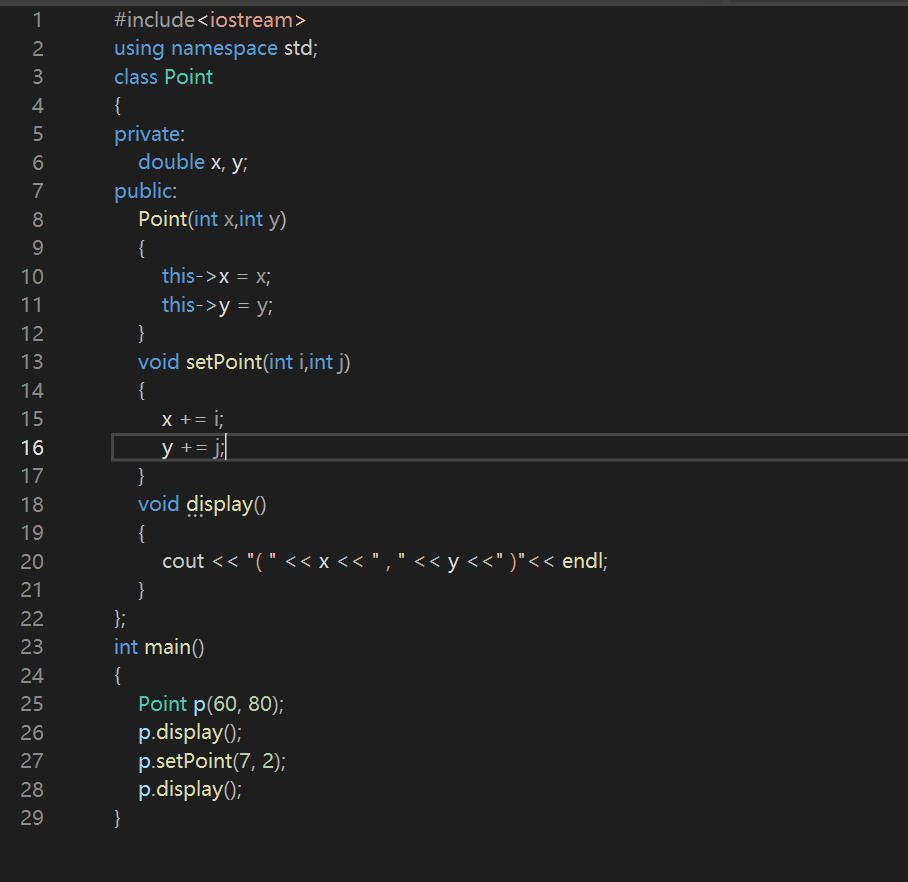 1 #include<iostream>
2 using namespace std;
3 class Point
4 {
5 private:
6 double x, y;
7 public:
8 Point(int x,int y)
9 {
10 this->x = x;
11 this->y = y;
12 }
13 void setPoint(int i,int j)
14 {
15 x += i;
16 y += j;
17 }
18 void display()
19 {
20 cout << "( " << x << " , " << y <<" )"<< endl;
21 }
22 };
23 int main()
24 {
25 Point p(60, 80);
26 p.display();
27 p.setPoint(7, 2);
28 p.display();
29 }